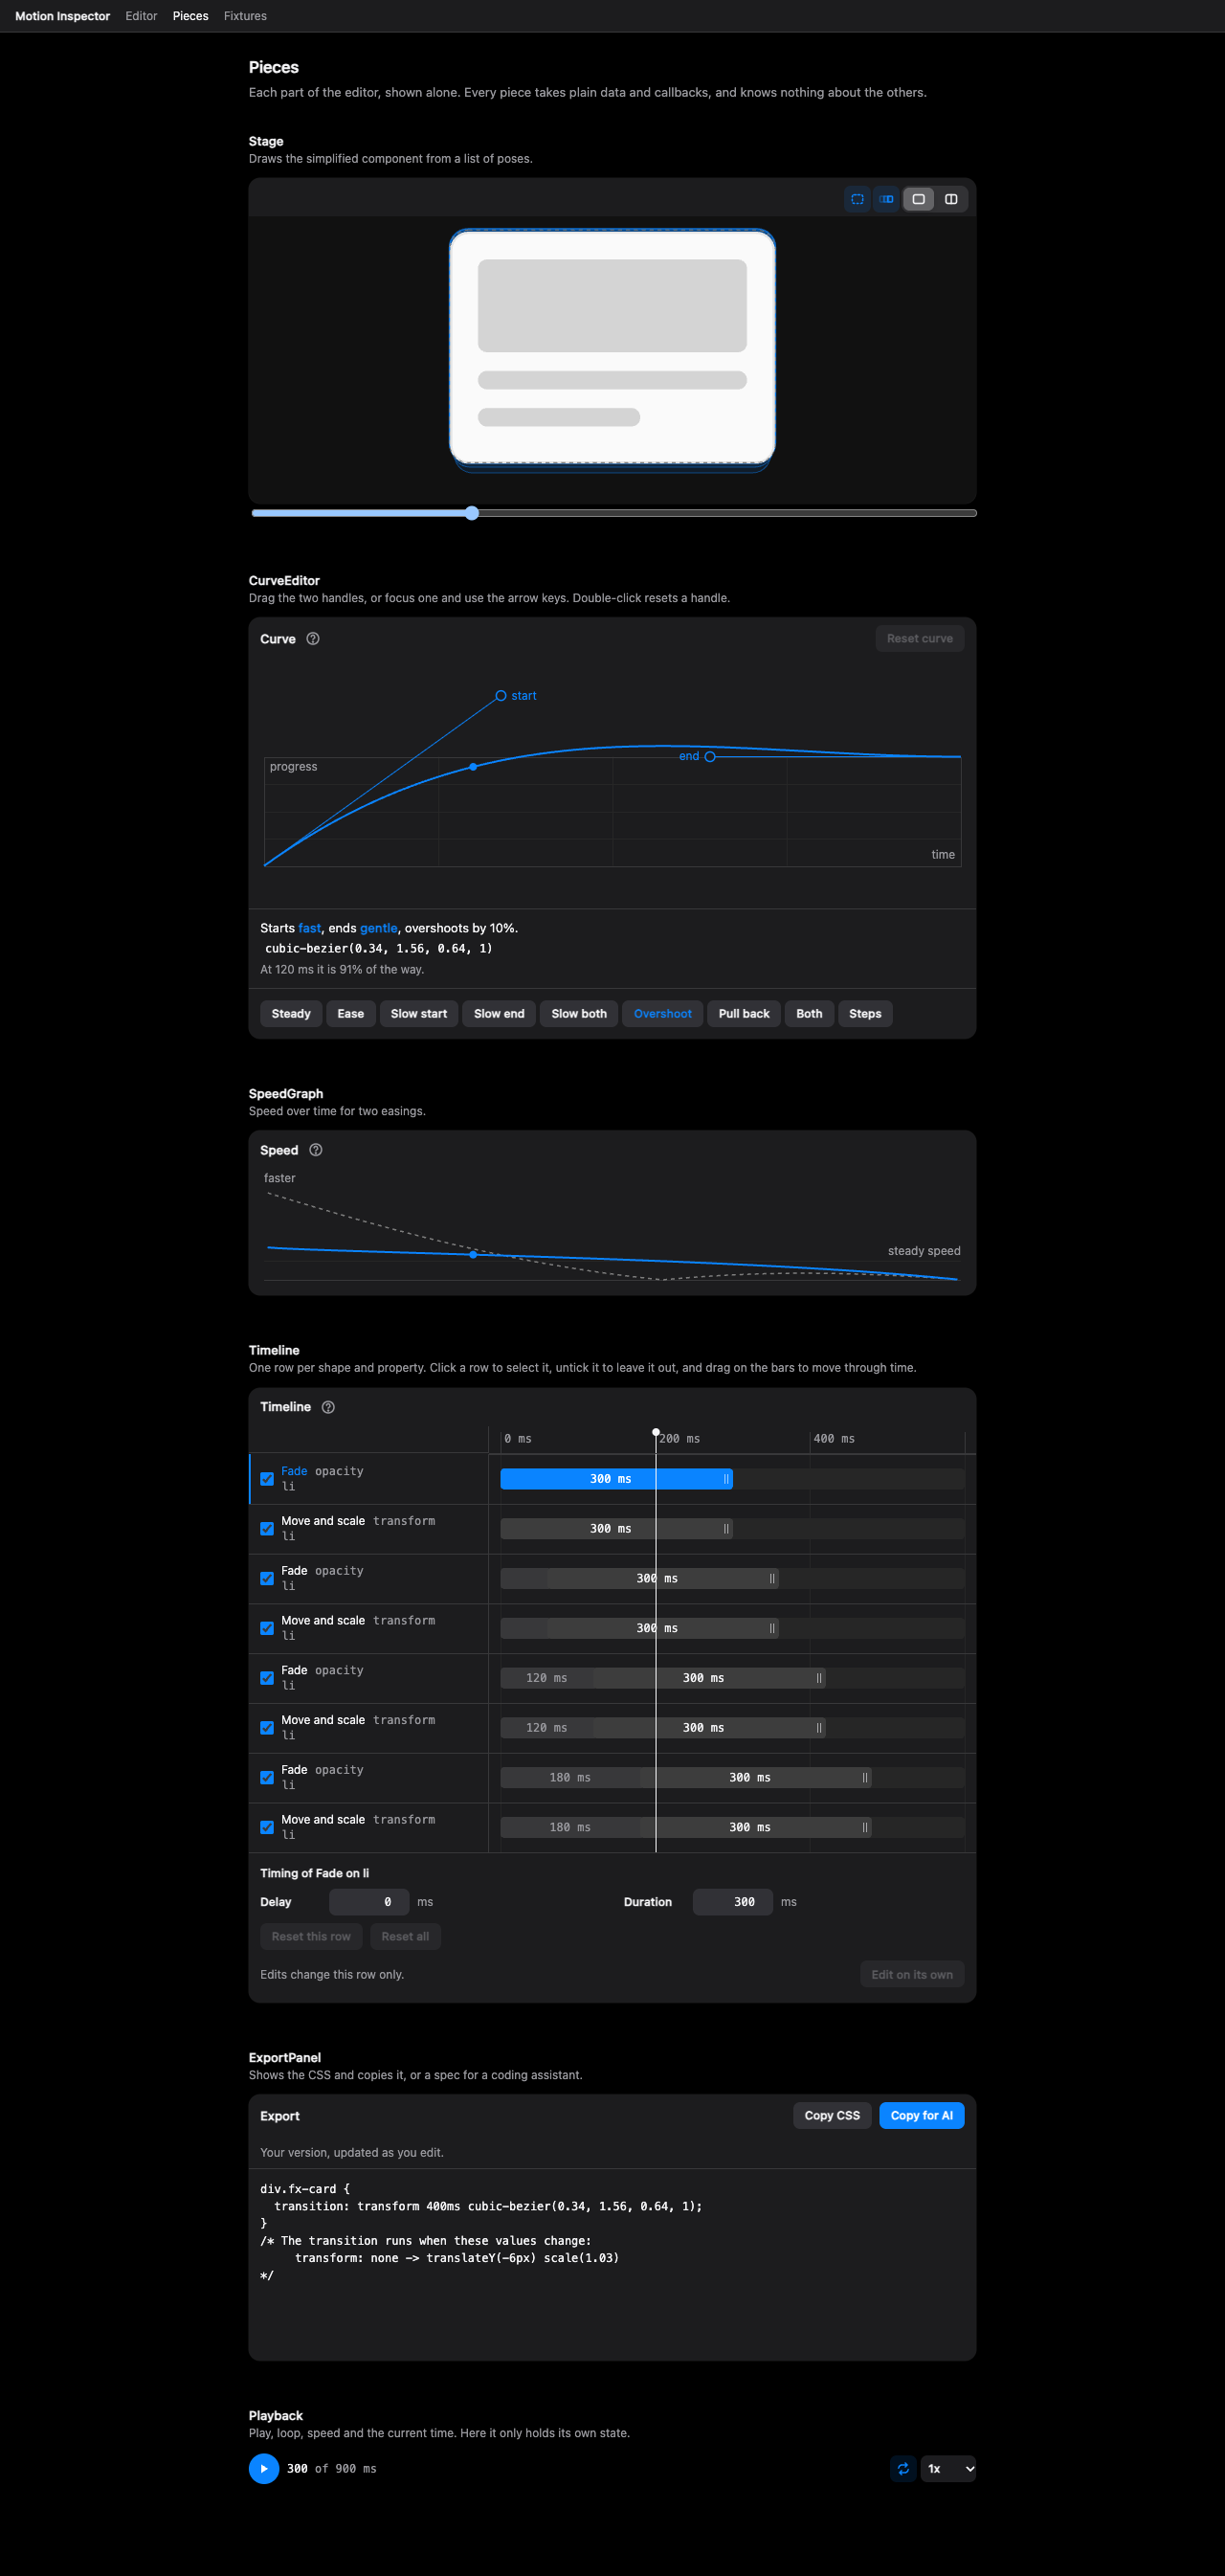 Motion Inspector Editor Pieces Fixtures
Pieces
Each part of the editor, shown alone. Every piece takes plain data and callbacks, and knows nothing about the others.
Stage
Draws the simplified component from a list of poses.
CurveEditor
Drag the two handles, or focus one and use the arrow keys. Double-click resets a handle.
Curve Reset curve
start
end
progress
time
Starts fast, ends gentle, overshoots by 10%.
cubic-bezier(0.34, 1.56, 0.64, 1)
At 120 ms it is 91% of the way.
Steady Ease Slow start Slow end Slow both Overshoot Pull back Both Steps
SpeedGraph
Speed over time for two easings.
Speed
faster
steady speed
Timeline
One row per shape and property. Click a row to select it, untick it to leave it out, and drag on the bars to move through time.
Timeline
0 ms 200 ms 400 ms
Fade opacity
li
300 ms
Move and scale transform
li
300 ms
Fade opacity
li
300 ms
Move and scale transform
li
300 ms
Fade opacity
li
120 ms 300 ms
Move and scale transform
li
120 ms 300 ms
Fade opacity
li
180 ms 300 ms
Move and scale transform
li
180 ms 300 ms
Timing of Fade on li
Delay 0 ms Duration 300 ms
Reset this row Reset all
Edits change this row only. Edit on its own
ExportPanel
Shows the CSS and copies it, or a spec for a coding assistant.
Export Copy CSS Copy for AI
Your version, updated as you edit.
div.fx-card {
  transition: transform 400ms cubic-bezier(0.34, 1.56, 0.64, 1);
}
/* The transition runs when these values change:
     transform: none -> translateY(-6px) scale(1.03)
*/
Playback
Play, loop, speed and the current time. Here it only holds its own state.
300 of 900 ms 1x